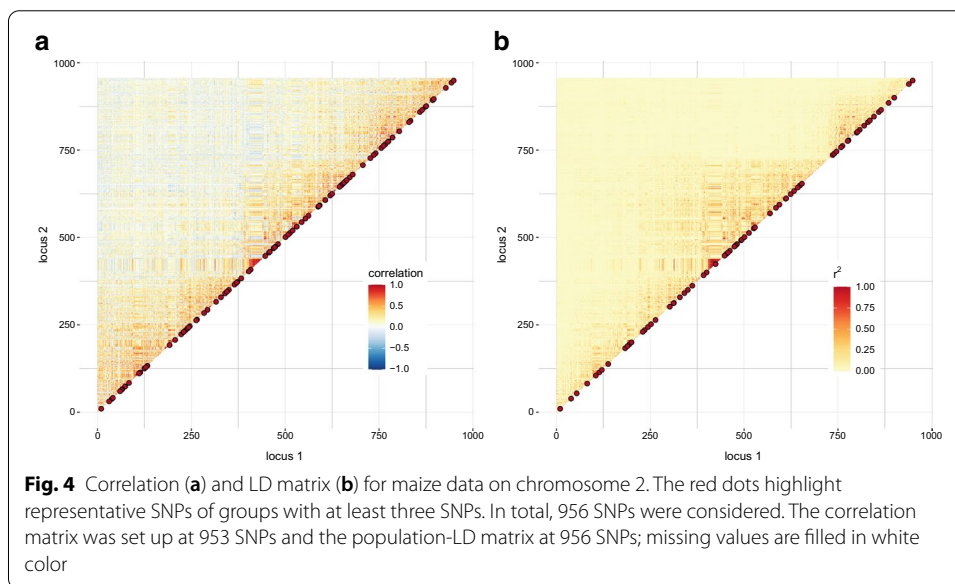 a
b
1000
750
500
250
0
locus 2
0 250 500 750 1000
locus 1
correlation
1.0
0.5
0.0
−0.5
−1.0
1000
750
500
250
0
locus 2
0 250 500 750 1000
locus 1
r²
1.00
0.75
0.50
0.25
0.00
Fig. 4 Correlation (a) and LD matrix (b) for maize data on chromosome 2. The red dots highlight
representative SNPs of groups with at least three SNPs. In total, 956 SNPs were considered. The correlation
matrix was set up at 953 SNPs and the population-LD matrix at 956 SNPs; missing values are filled in white
color